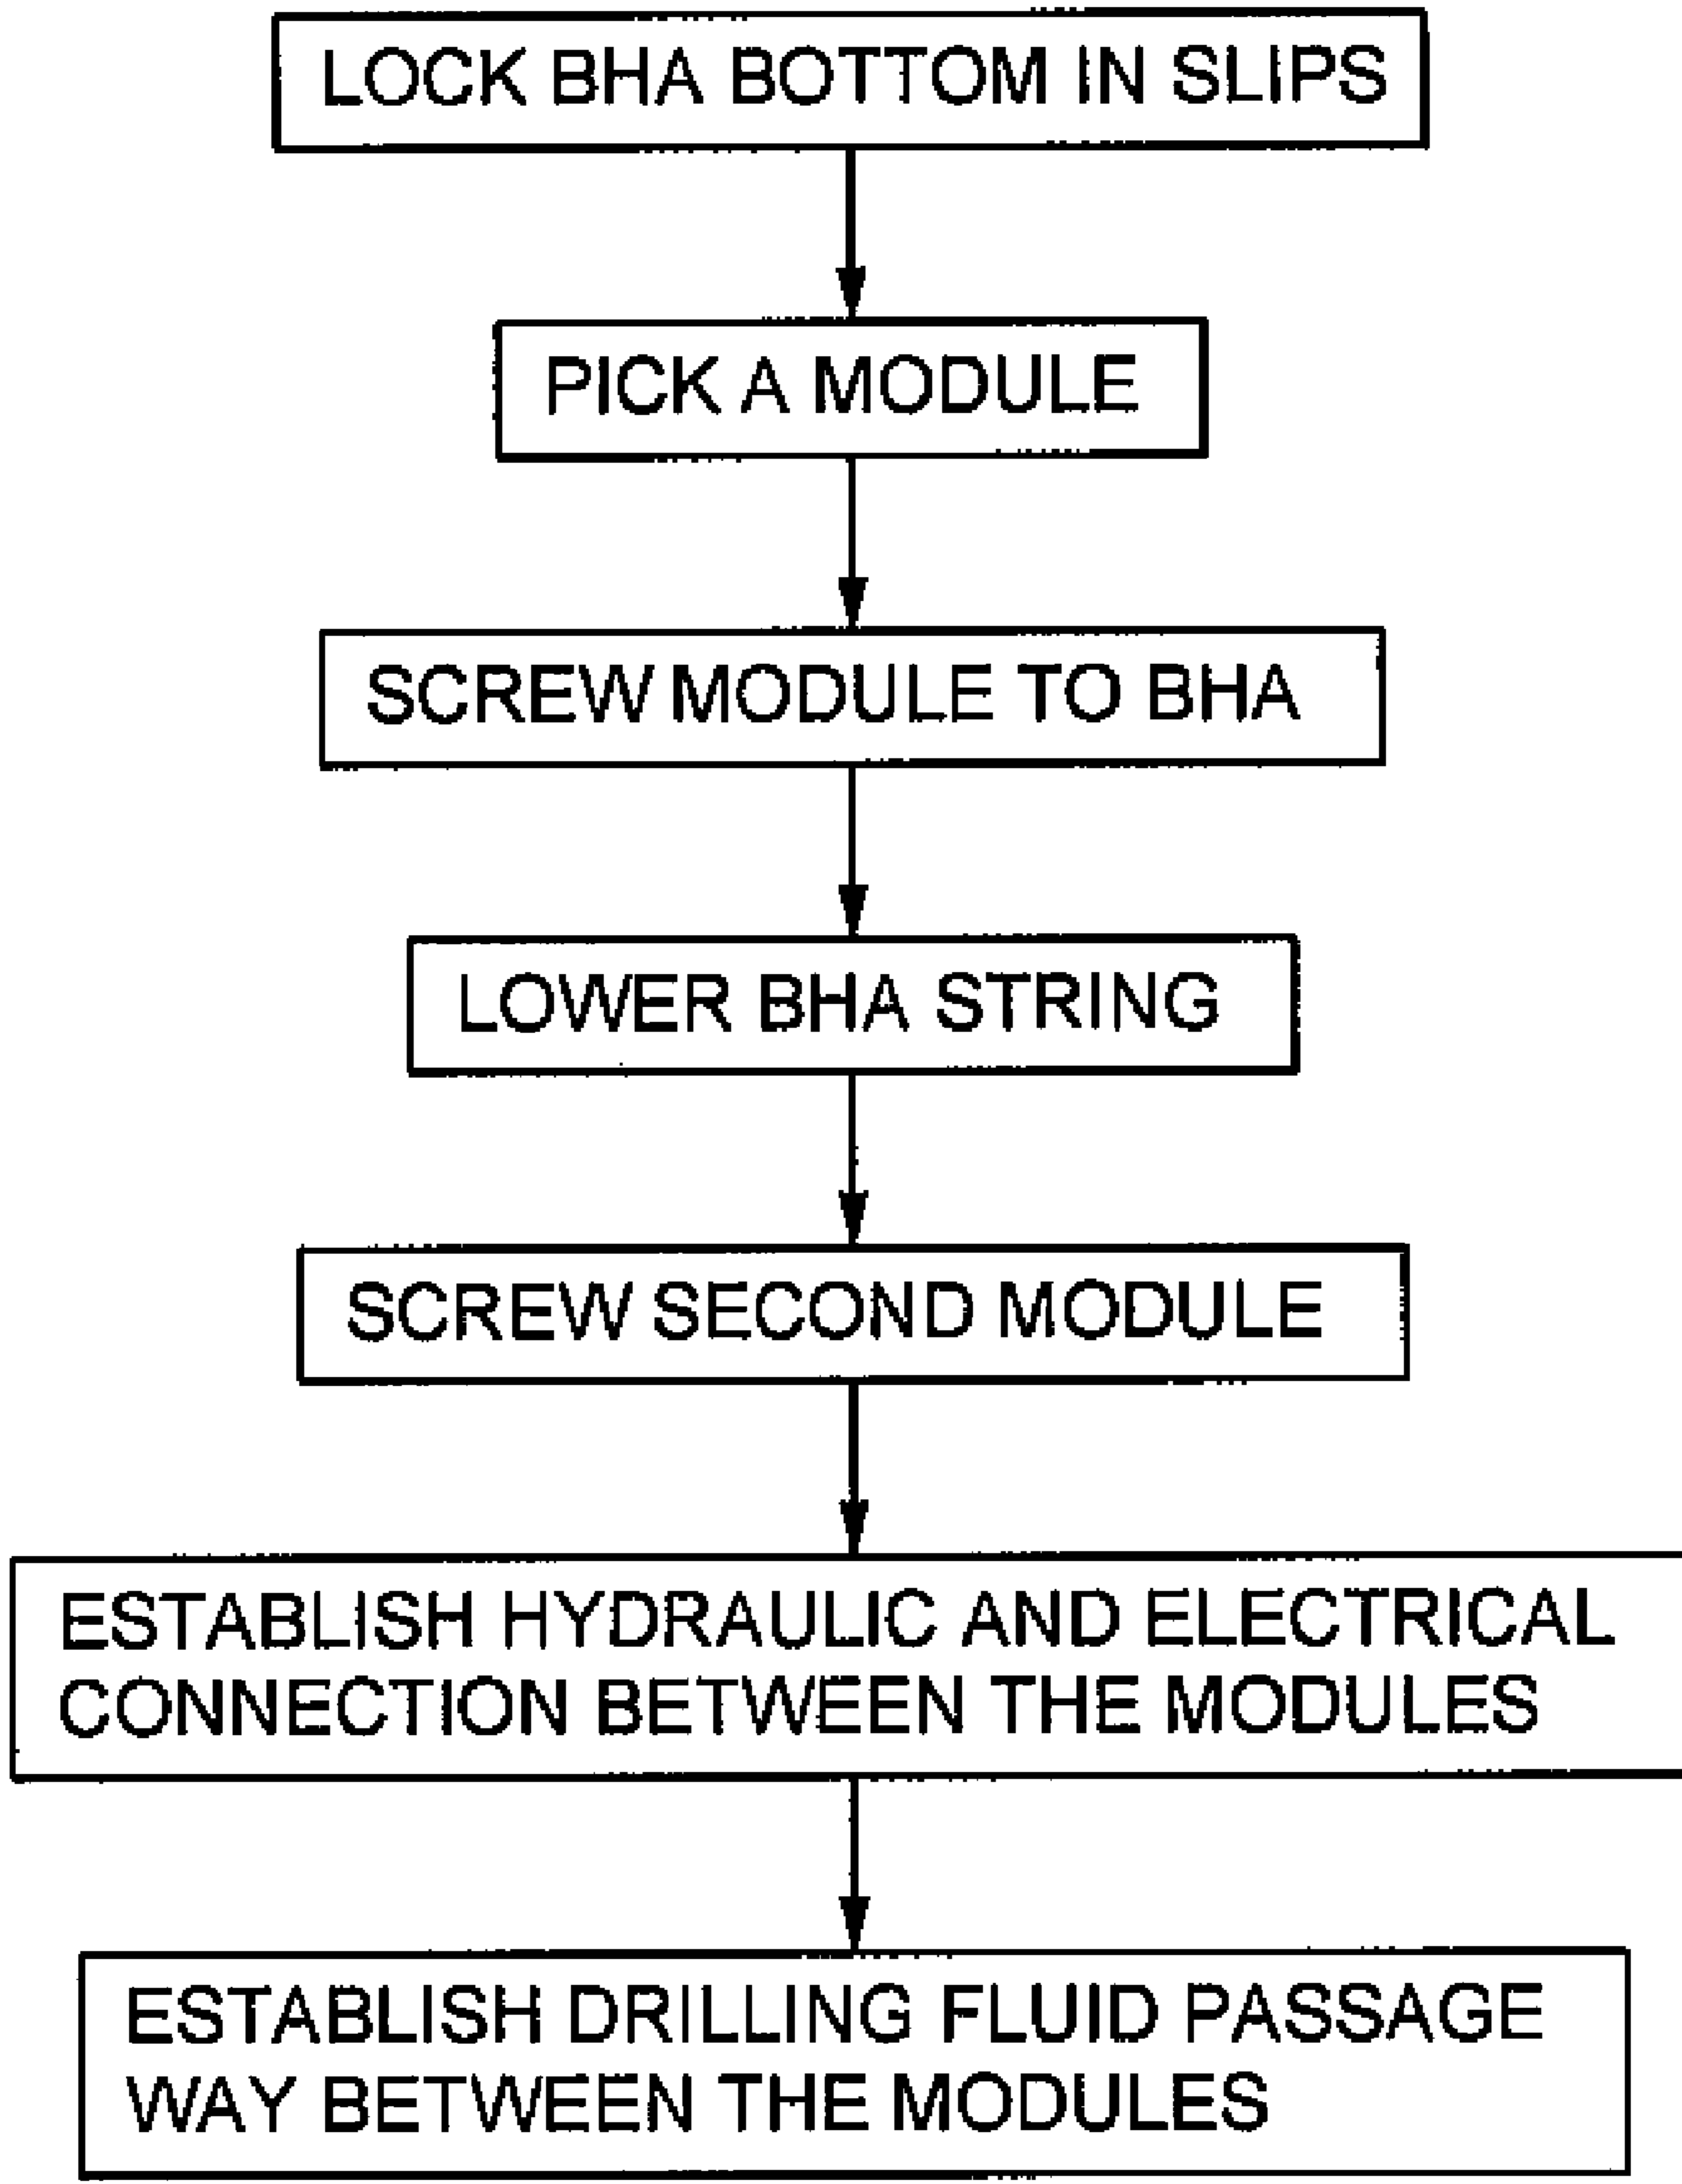 LOCK BHA BOTTOM IN SLIPS
PICK A MODULE
SCREW MODULE TO BHA
LOWER BHA STRING
SCREW SECOND MODULE
ESTABLISH HYDRAULIC AND ELECTRICAL
CONNECTION BETWEEN THE MODULES
ESTABLISH DRILLING FLUID PASSAGE
WAY BETWEEN THE MODULES